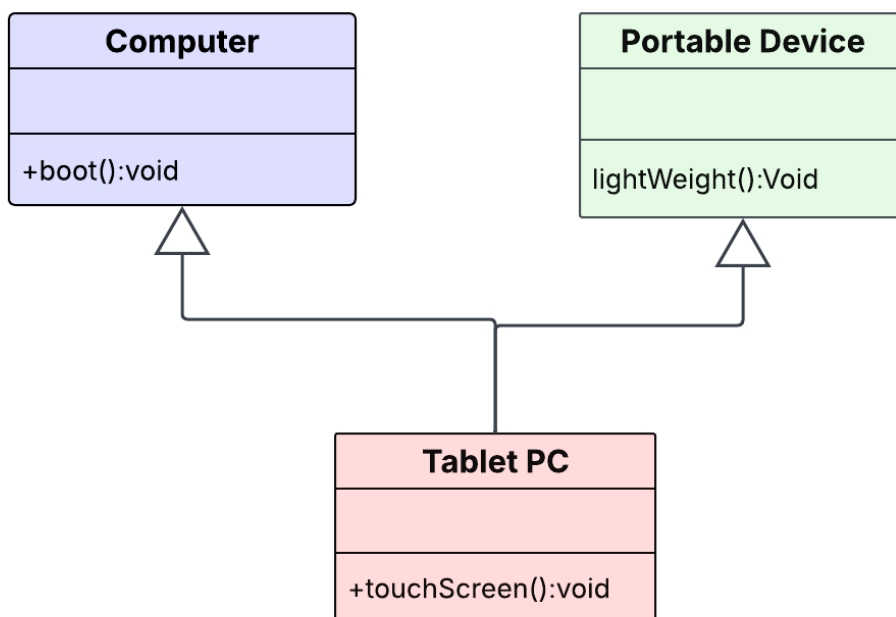 Computer
Portable Device
+boot():void
lightWeight():Void
Tablet PC
+touchScreen():void